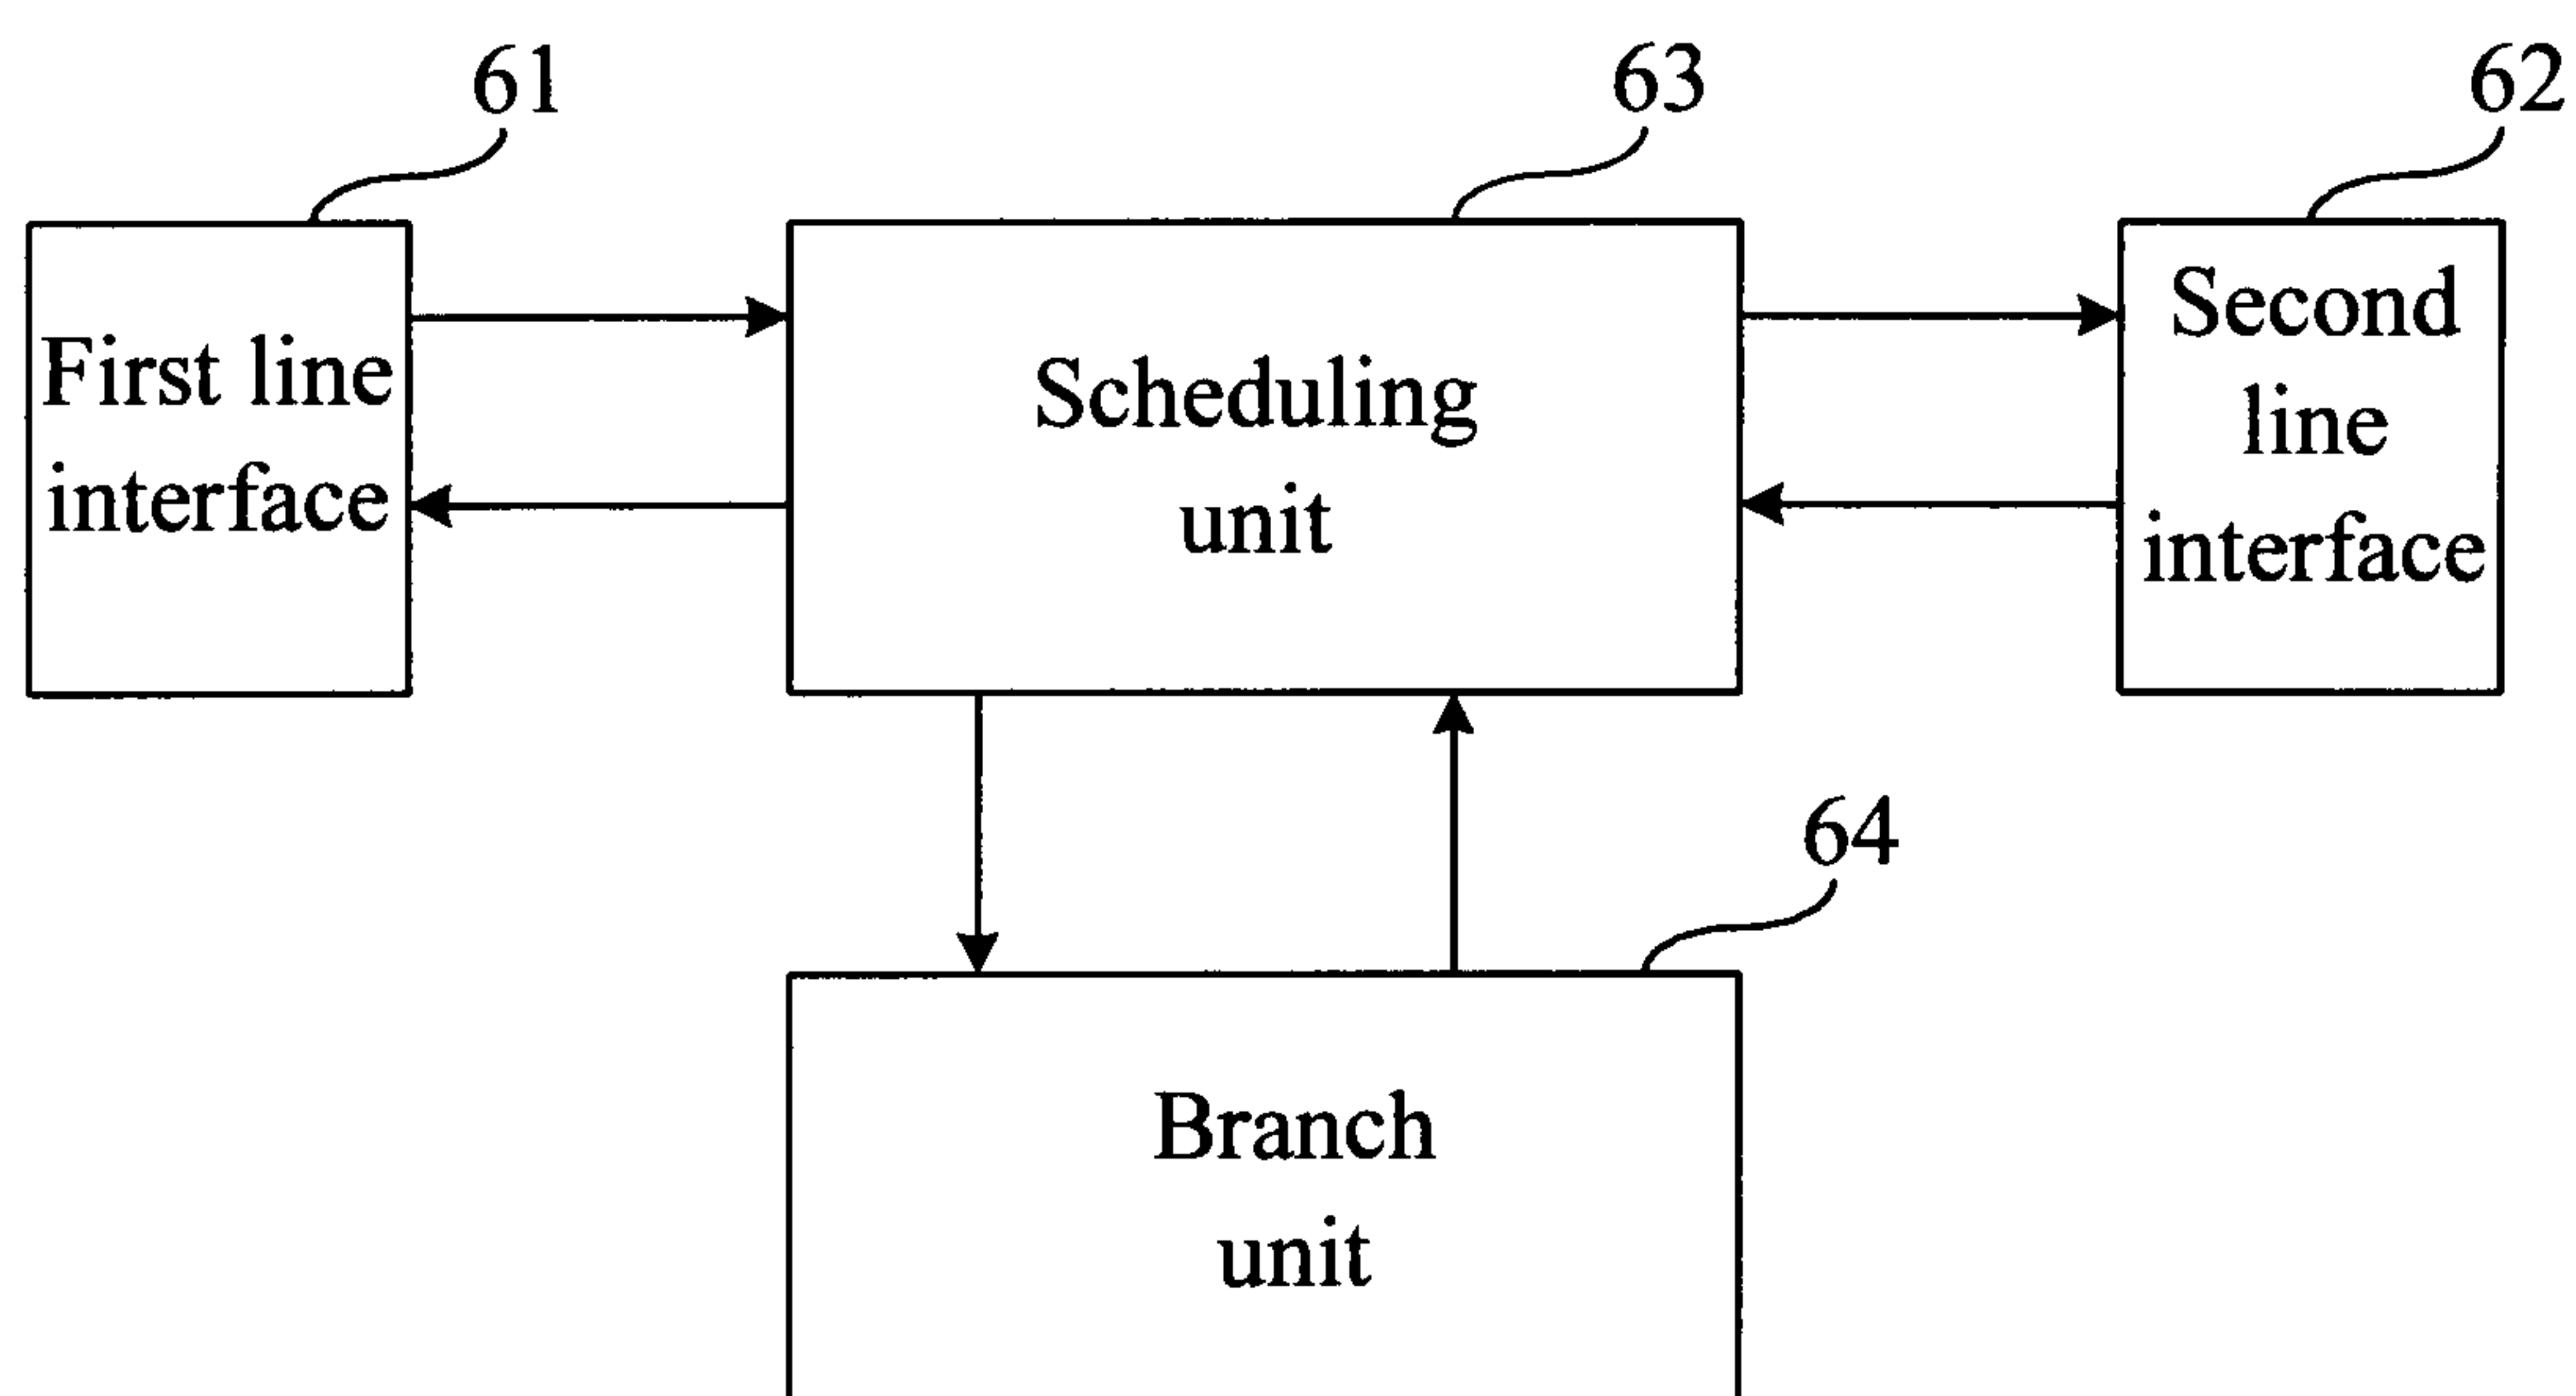 61
63
62
First line
interface
Scheduling
unit
Second
line
interface
64
Branch
unit